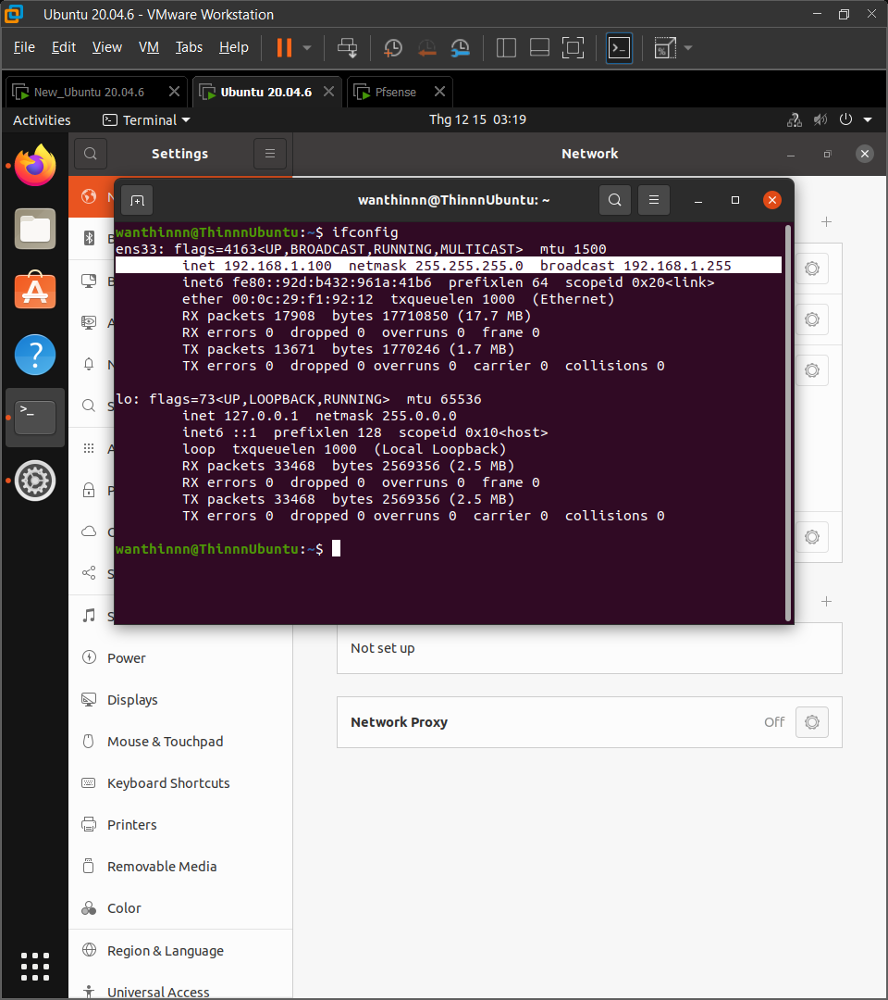 Ubuntu 20.04.6 - VMware Workstation
File Edit View VM Tabs Help
New_Ubuntu 20.04.6 Ubuntu 20.04.6 Pfsense
Activities Terminal Thg 12 15 03:19
Settings Network
wanthinnn@ThinnnUbuntu: ~
wanthinnn@ThinnnUbuntu:~$ ifconfig
ens33: flags=4163<UP,BROADCAST,RUNNING,MULTICAST>  mtu 1500
        inet 192.168.1.100  netmask 255.255.255.0  broadcast 192.168.1.255
        inet6 fe80::92d:b432:961a:41b6  prefixlen 64  scopeid 0x20<link>
        ether 00:0c:29:f1:92:12  txqueuelen 1000  (Ethernet)
        RX packets 17908  bytes 17710850 (17.7 MB)
        RX errors 0  dropped 0  overruns 0  frame 0
        TX packets 13671  bytes 1770246 (1.7 MB)
        TX errors 0  dropped 0 overruns 0  carrier 0  collisions 0
lo: flags=73<UP,LOOPBACK,RUNNING>  mtu 65536
        inet 127.0.0.1  netmask 255.0.0.0
        inet6 ::1  prefixlen 128  scopeid 0x10<host>
        loop  txqueuelen 1000  (Local Loopback)
        RX packets 33468  bytes 2569356 (2.5 MB)
        RX errors 0  dropped 0  overruns 0  frame 0
        TX packets 33468  bytes 2569356 (2.5 MB)
        TX errors 0  dropped 0 overruns 0  carrier 0  collisions 0
wanthinnn@ThinnnUbuntu:~$
Not set up
Power
Displays
Network Proxy Off
Mouse & Touchpad
Keyboard Shortcuts
Printers
Removable Media
Color
Region & Language
Universal Access